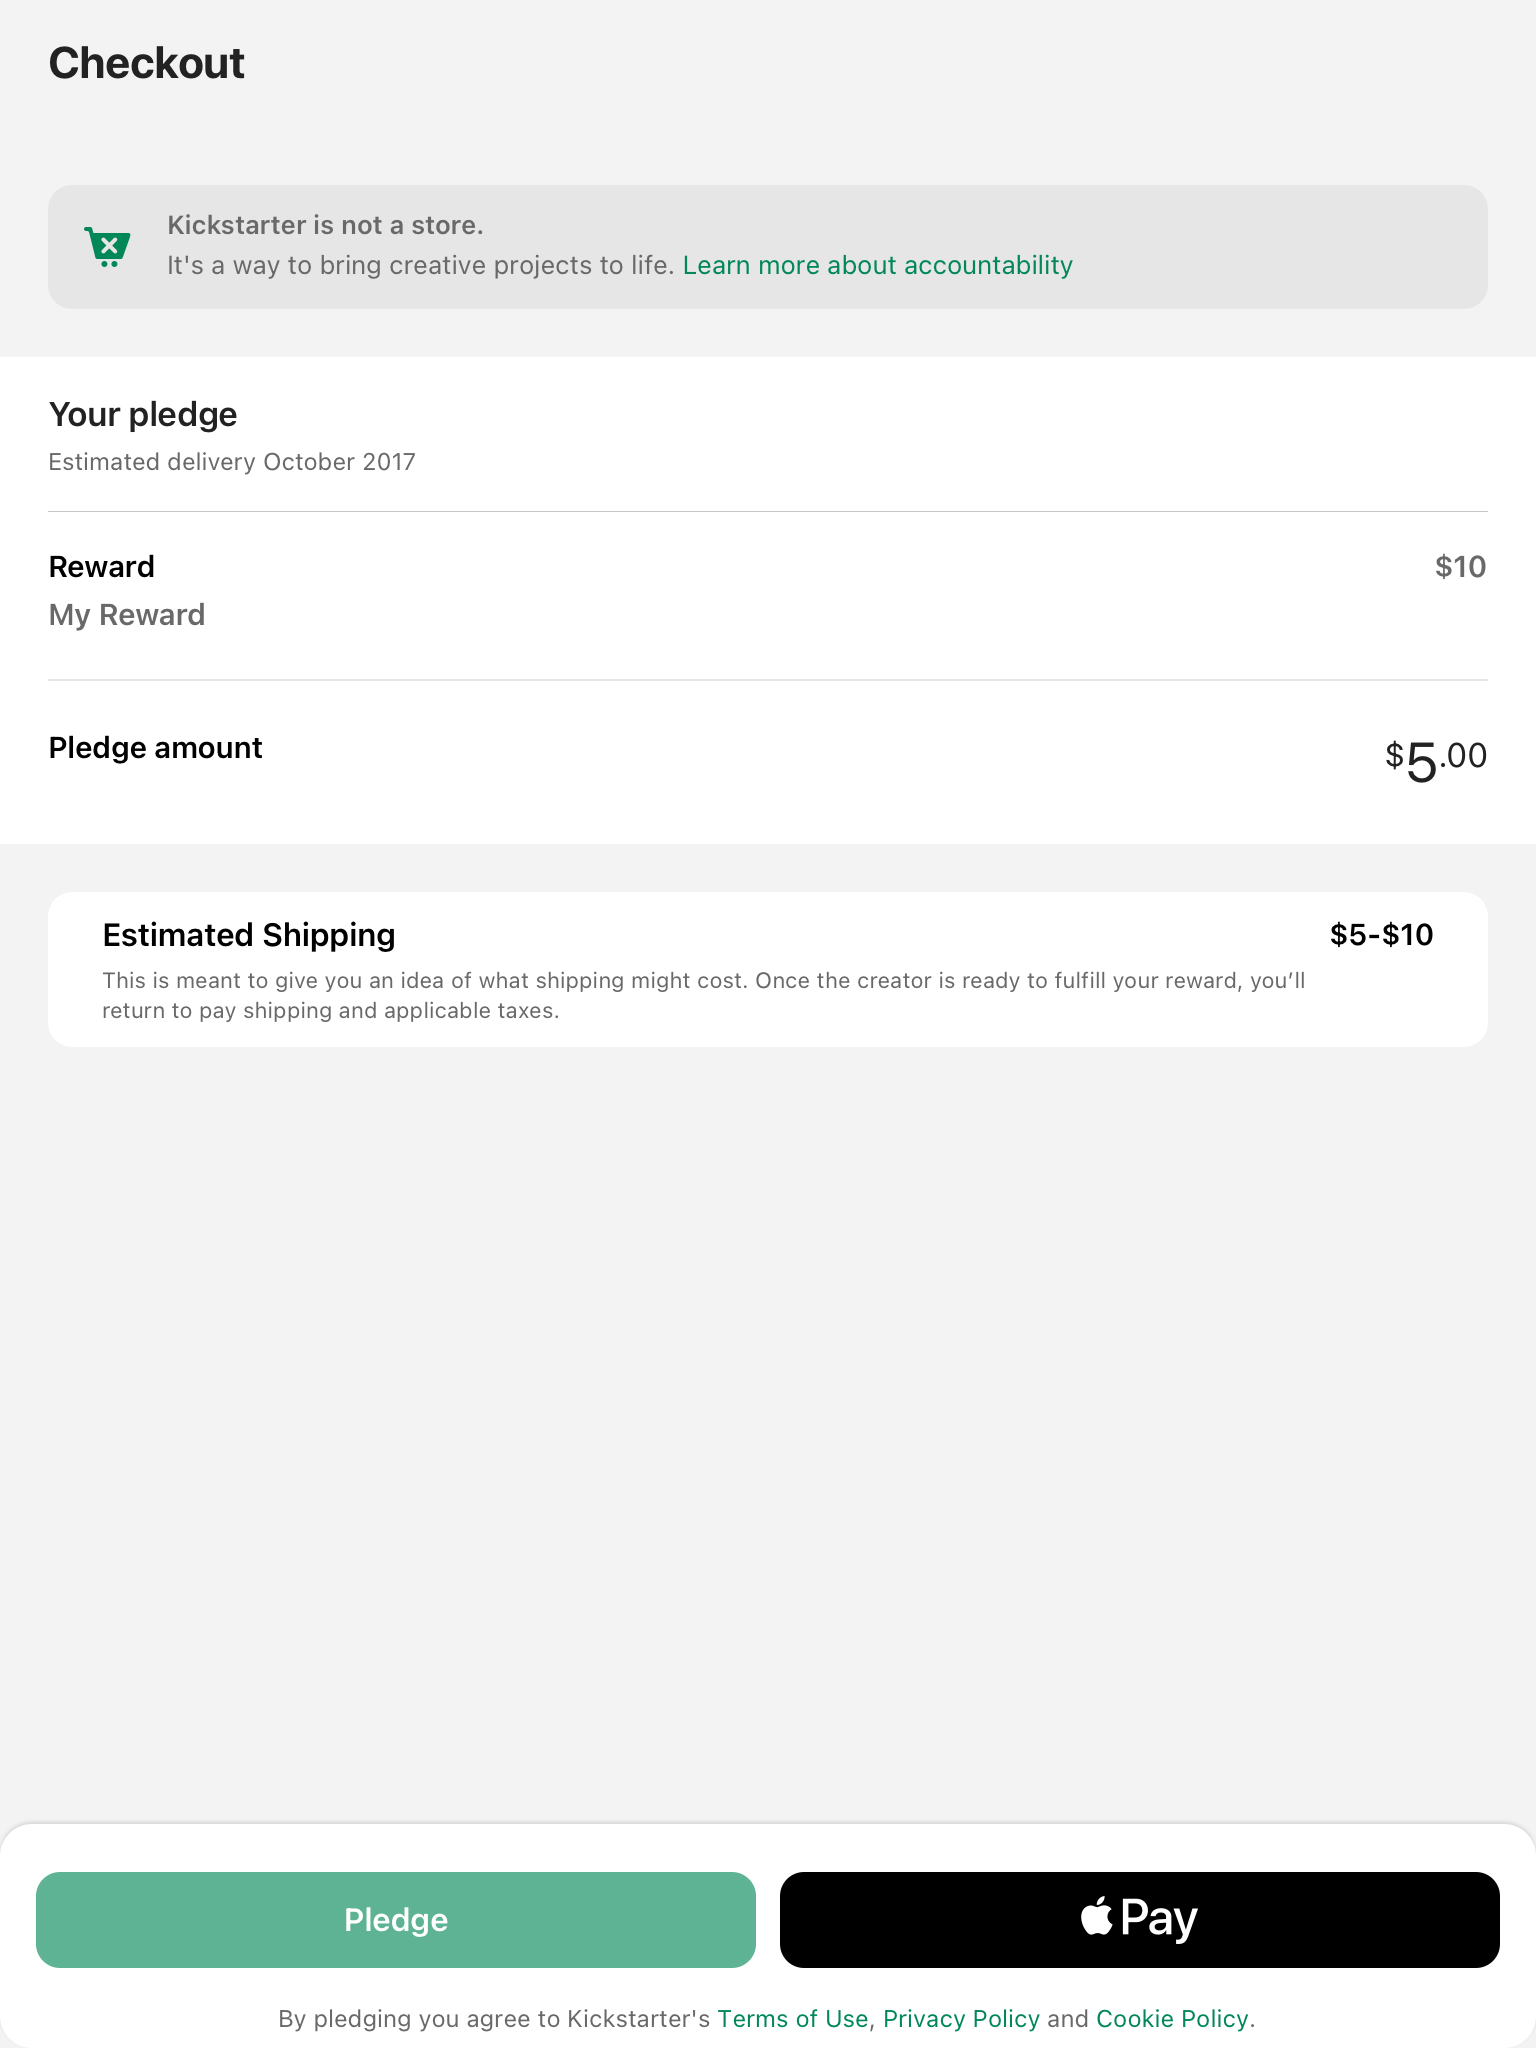 Checkout
Kickstarter is not a store.
It's a way to bring creative projects to life. Learn more about accountability
Your pledge
Estimated delivery October 2017
Reward $10
My Reward
Pledge amount $5.00
Estimated Shipping $5-$10
This is meant to give you an idea of what shipping might cost. Once the creator is ready to fulfill your reward, you’ll
return to pay shipping and applicable taxes.
Pledge Pay
By pledging you agree to Kickstarter's Terms of Use, Privacy Policy and Cookie Policy.